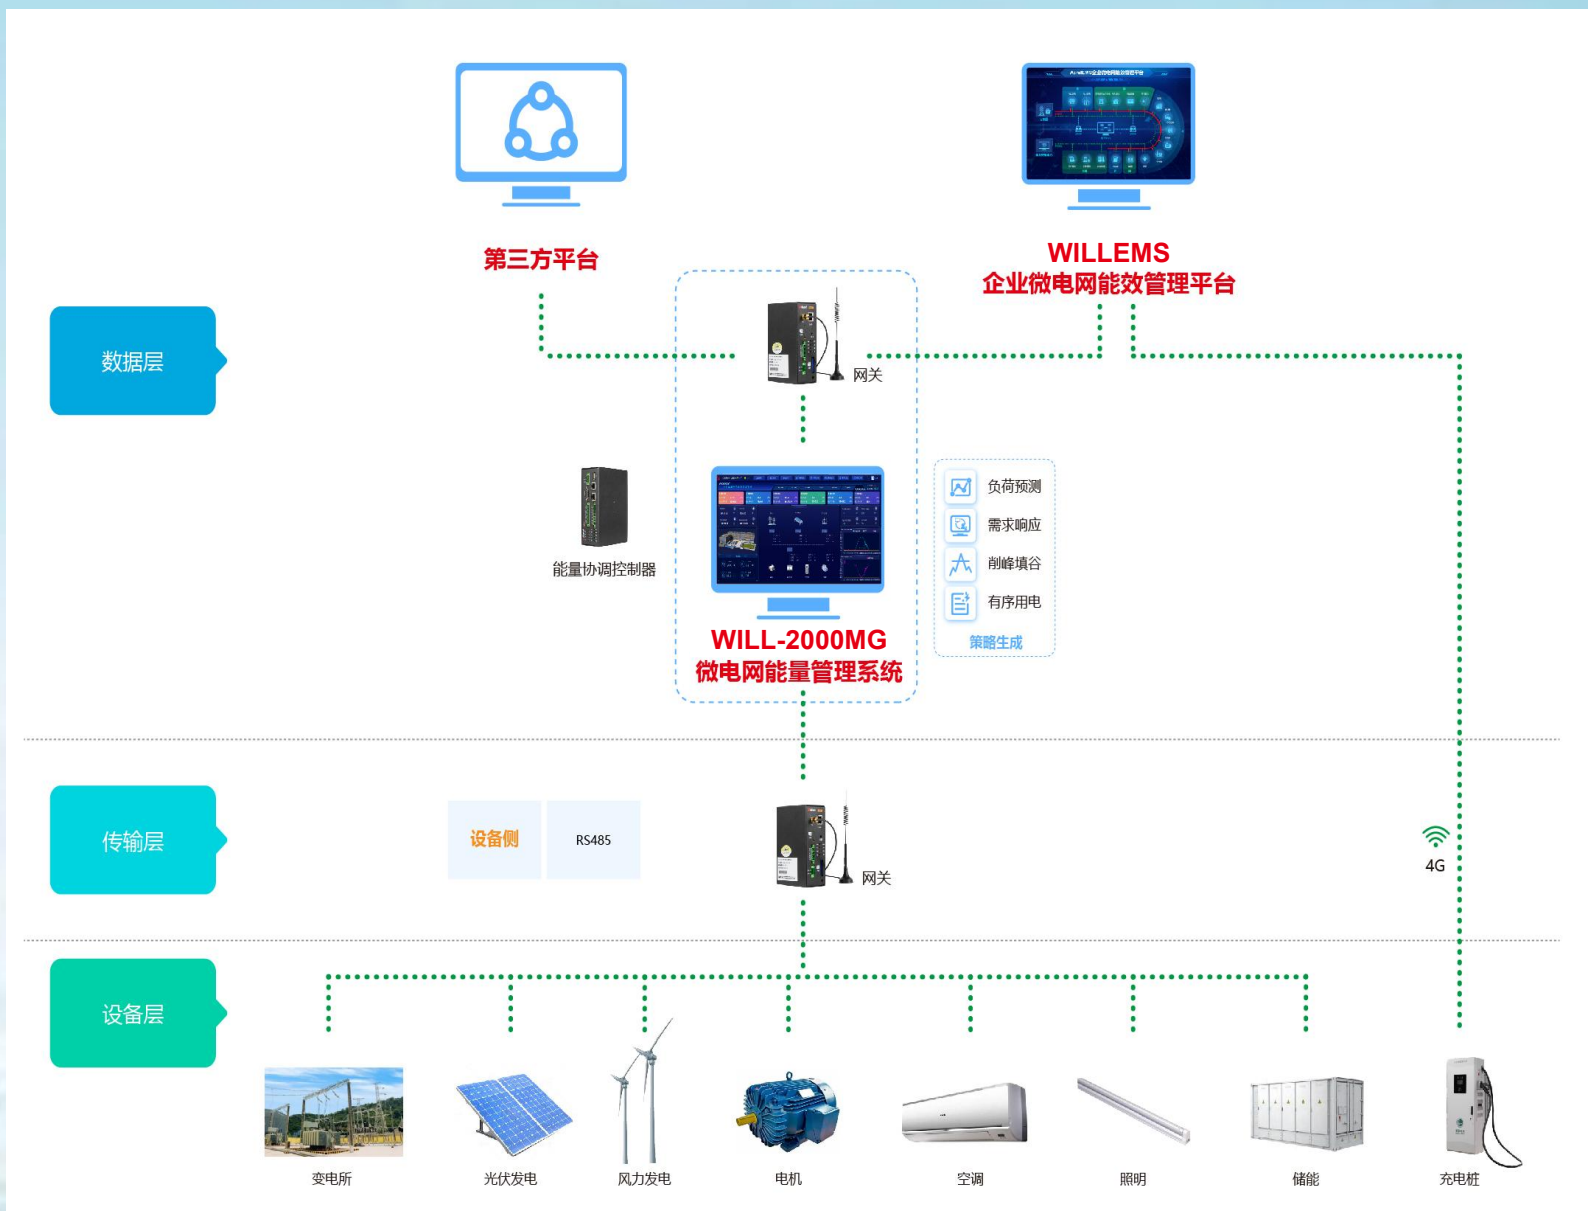 第三方平台
WILLEMS
企业微电网能效管理平台
数据层
网关
能量协调控制器
负荷预测
需求响应
削峰填谷
有序用电
策略生成
WILL-2000MG
微电网能量管理系统
传输层
设备侧
RS485
网关
4G
设备层
变电所
光伏发电
风力发电
电机
空调
照明
储能
充电桩